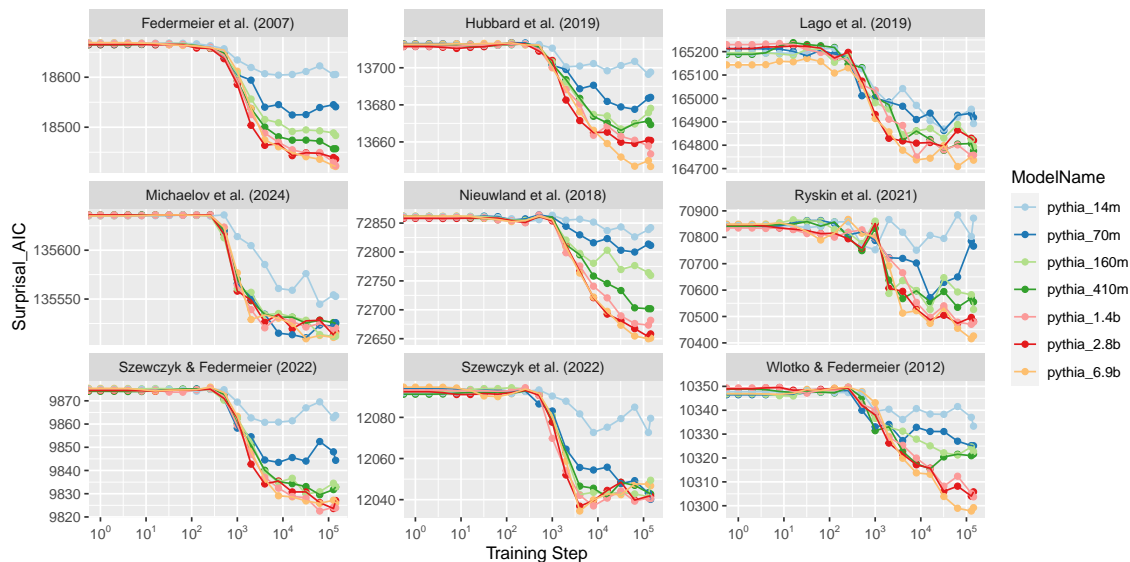 Federmeier et al. (2007) Hubbard et al. (2019) Lago et al. (2019)
18600
18500
13700
13680
13660
165200
165100
165000
164900
164800
164700
Michaelov et al. (2024) Nieuwland et al. (2018) Ryskin et al. (2021)
135600
135550
72850
72800
72750
72700
72650
70900
70800
70700
70600
70500
70400
Szewczyk & Federmeier (2022) Szewczyk et al. (2022) Wlotko & Federmeier (2012)
9870
9860
9850
9840
9830
9820
12080
12060
12040
10350
10340
10330
10320
10310
10300
10⁰ 10¹ 10² 10³ 10⁴ 10⁵ 10⁰ 10¹ 10² 10³ 10⁴ 10⁵ 10⁰ 10¹ 10² 10³ 10⁴ 10⁵
Training Step
Surprisal_AIC
ModelName
pythia_14m
pythia_70m
pythia_160m
pythia_410m
pythia_1.4b
pythia_2.8b
pythia_6.9b